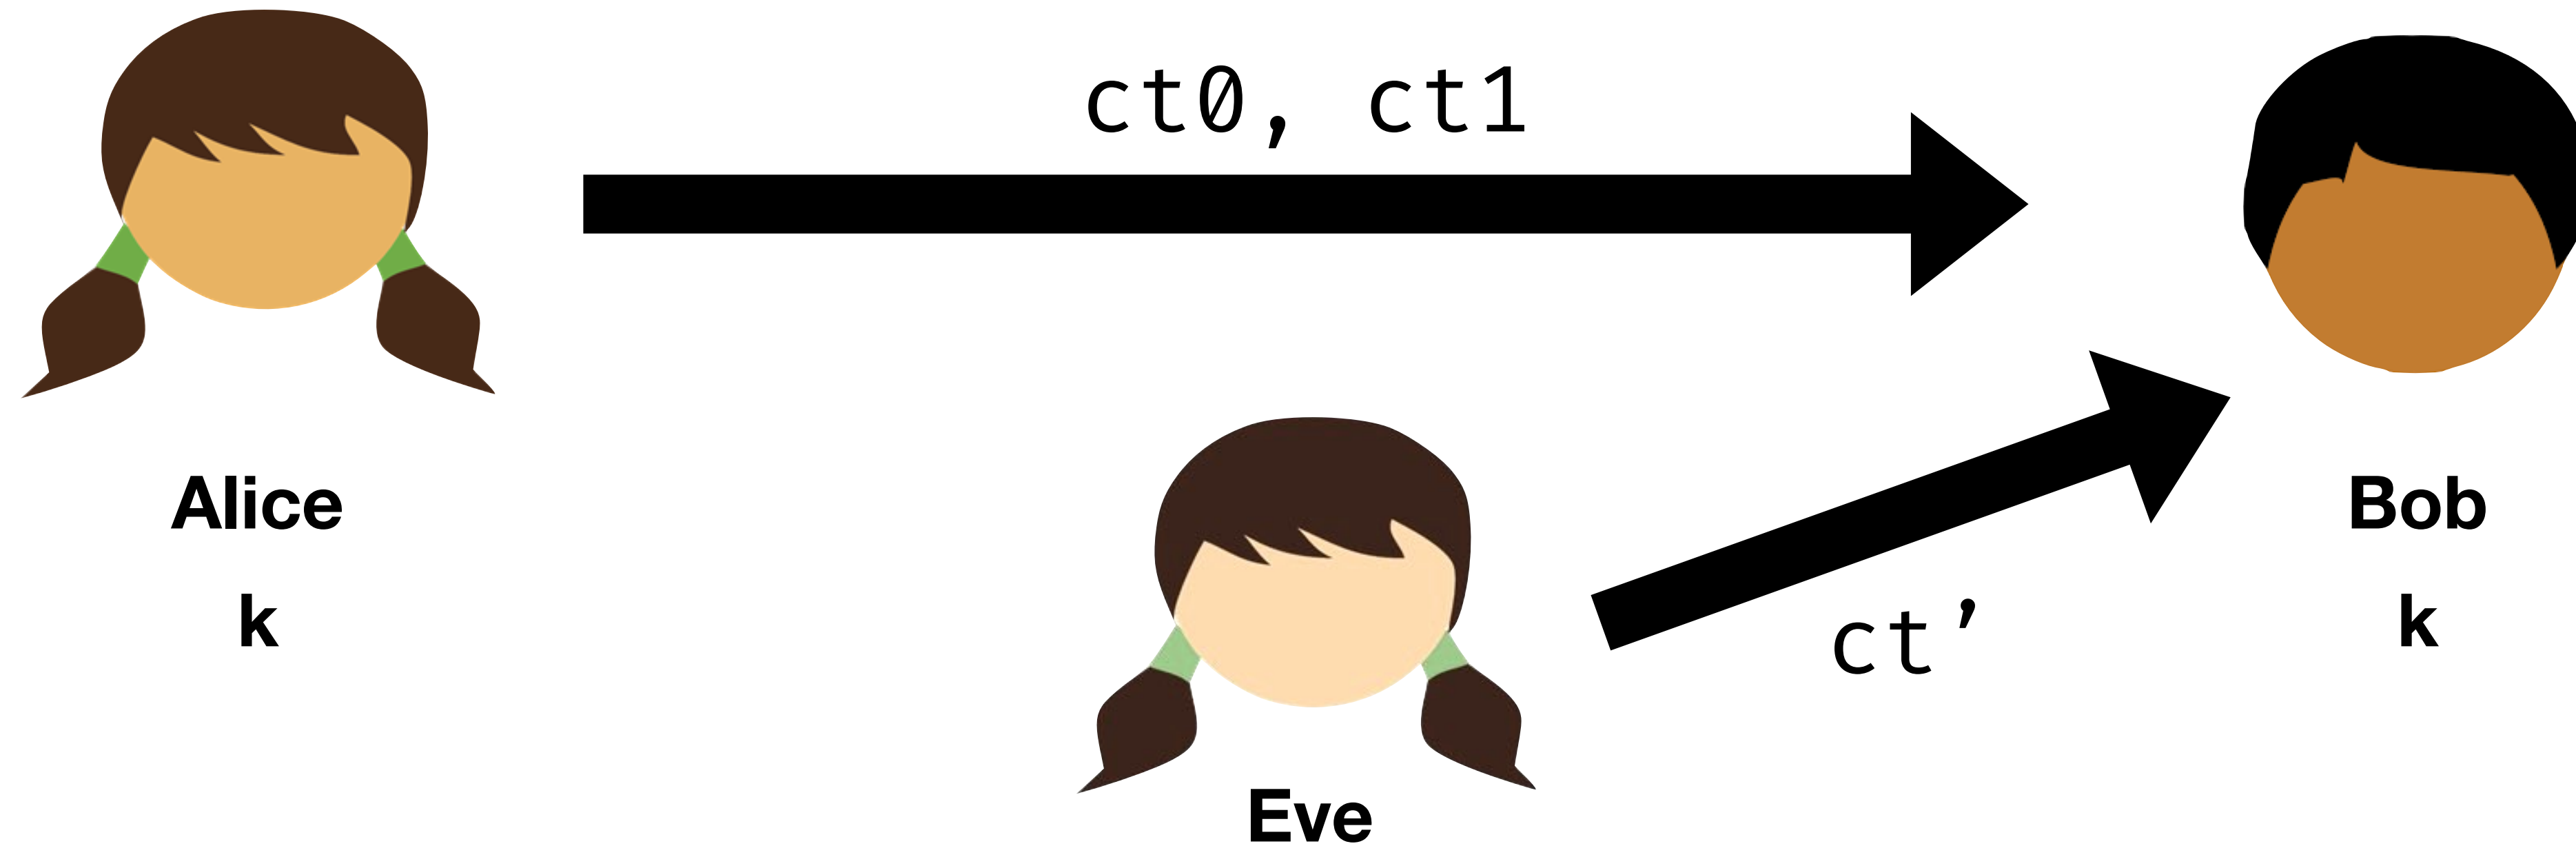 ct0, ct1
Alice
k
Bob
k
ct’
Eve